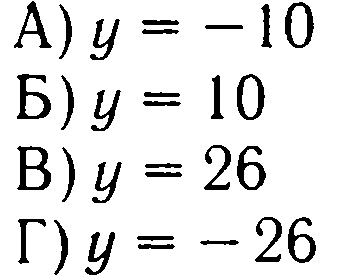 А) y = −10
Б) y = 10
В) y = 26
Г) y = −26